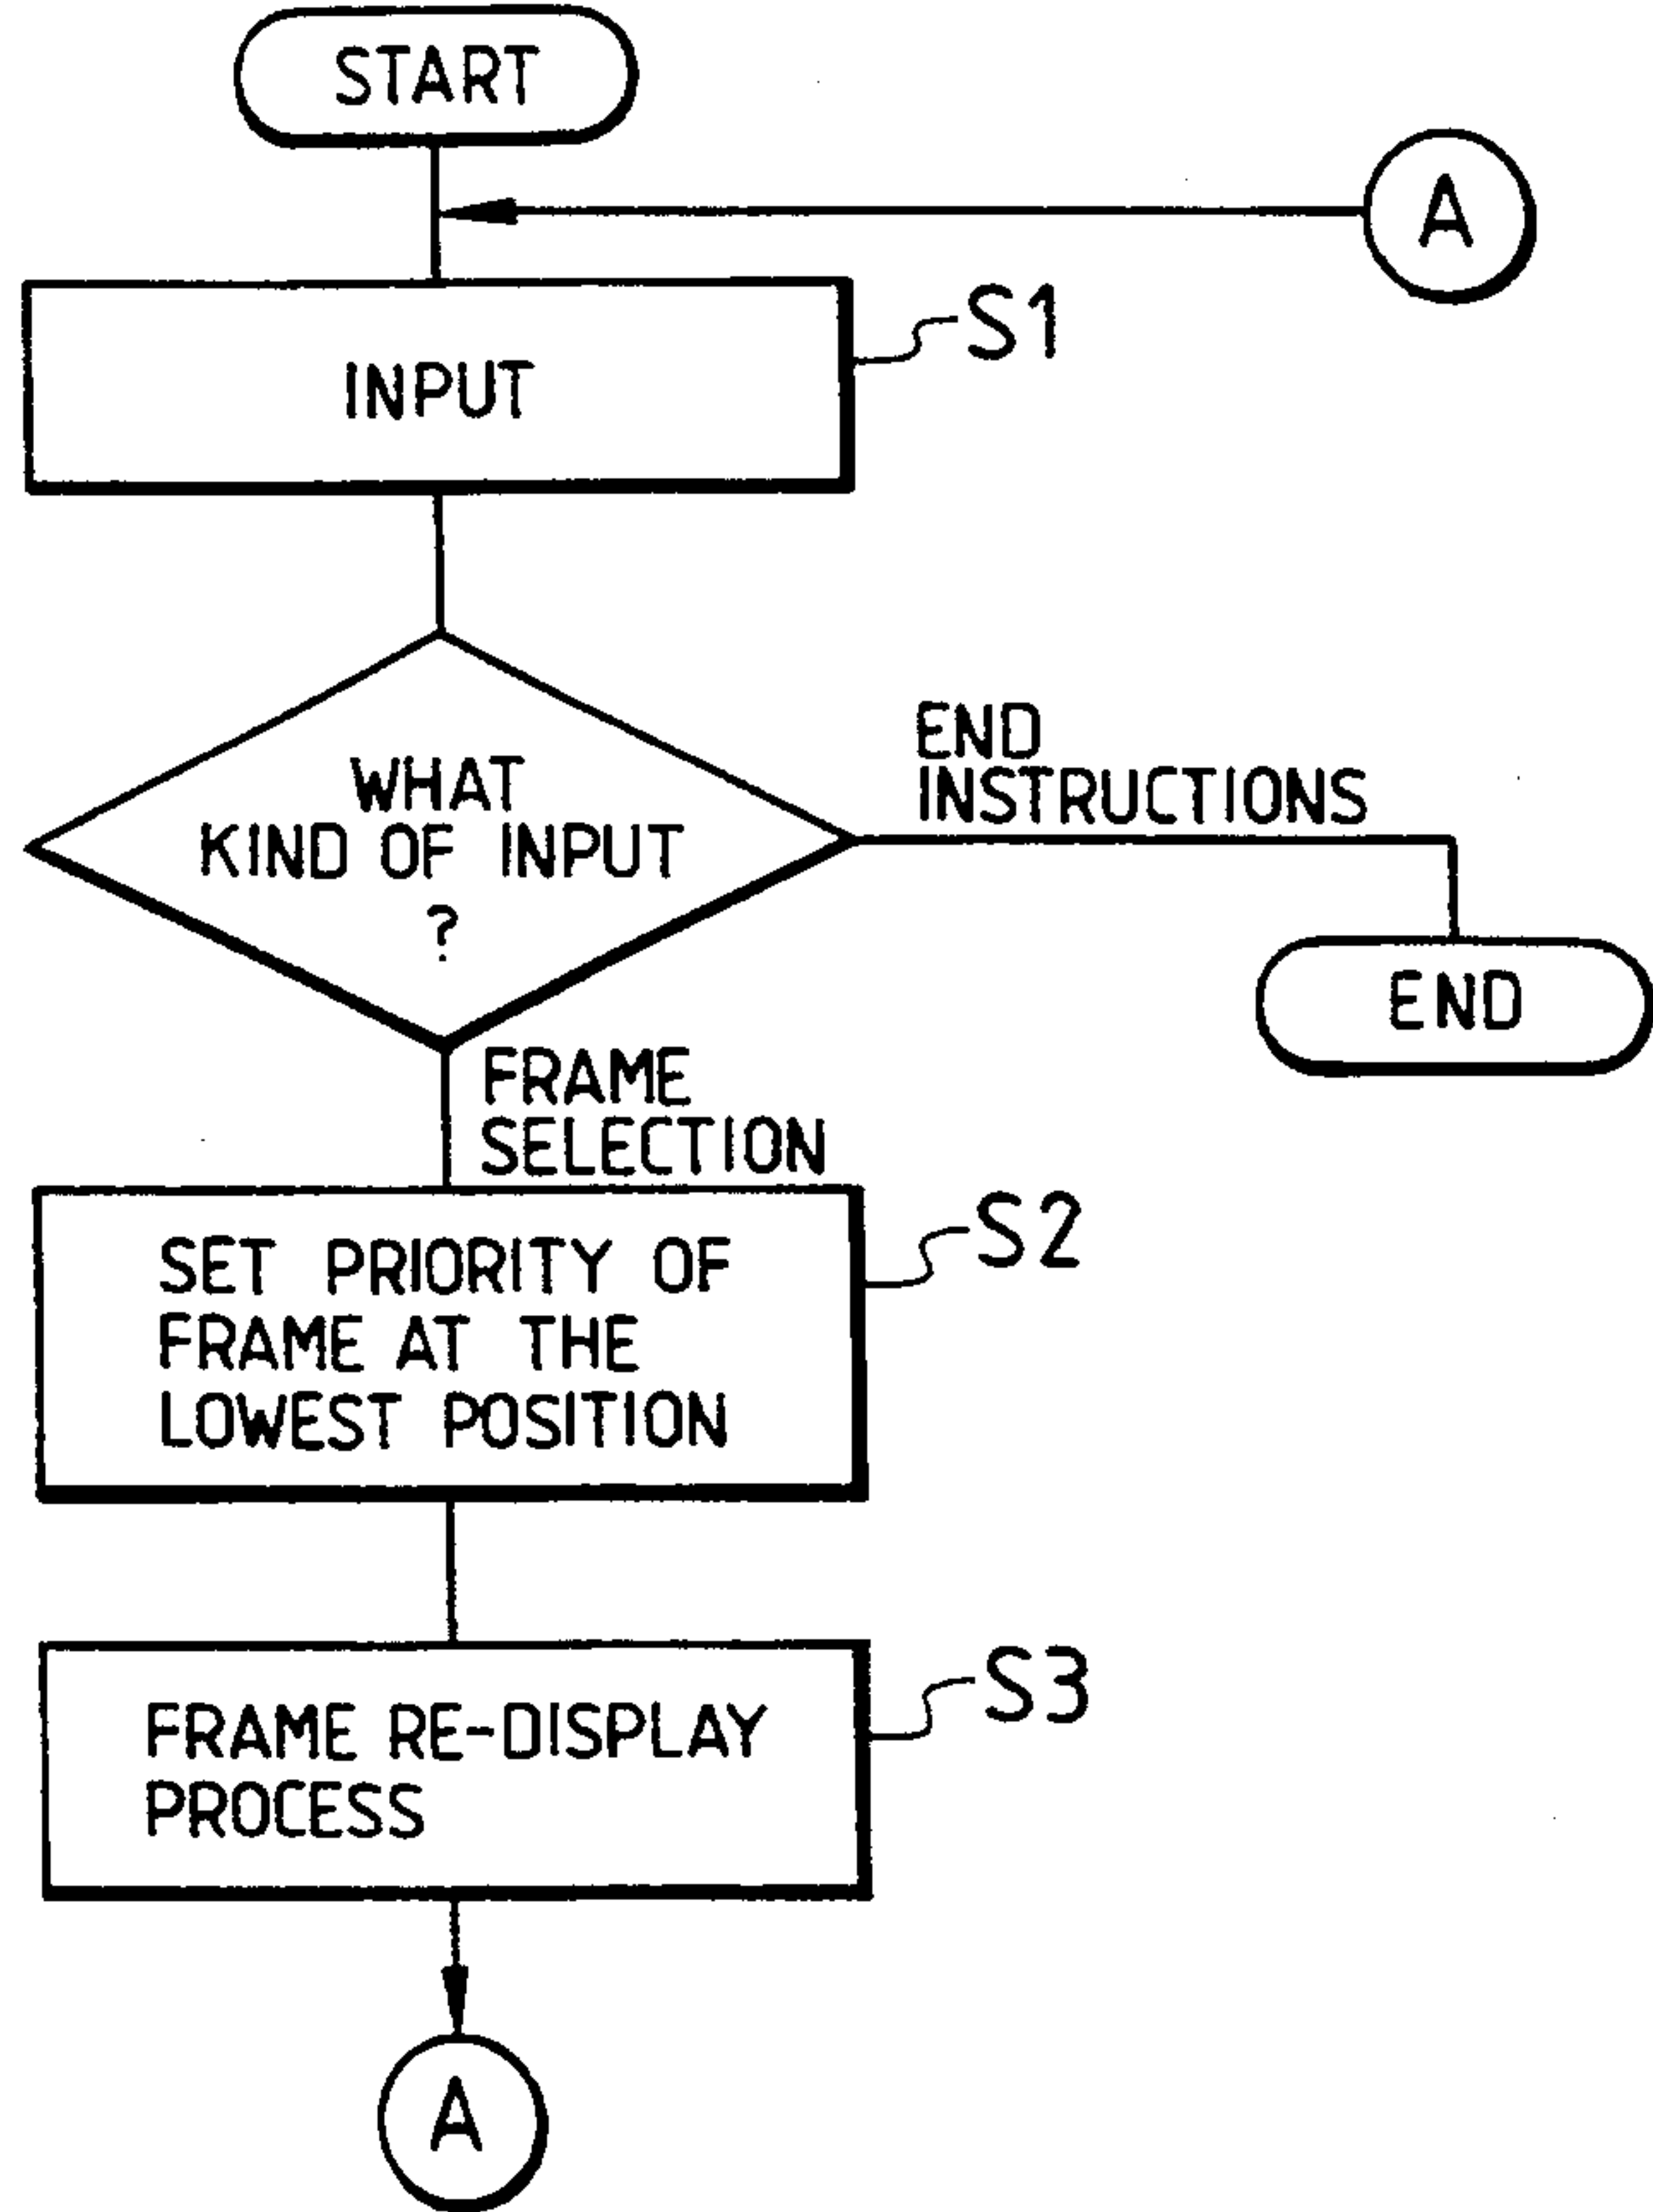 START
A
INPUT
S1
WHAT
KIND OF INPUT
?
END
INSTRUCTIONS
END
FRAME
SELECTION
SET PRIORITY OF
FRAME AT THE
LOWEST POSITION
S2
FRAME RE-DISPLAY
PROCESS
S3
A